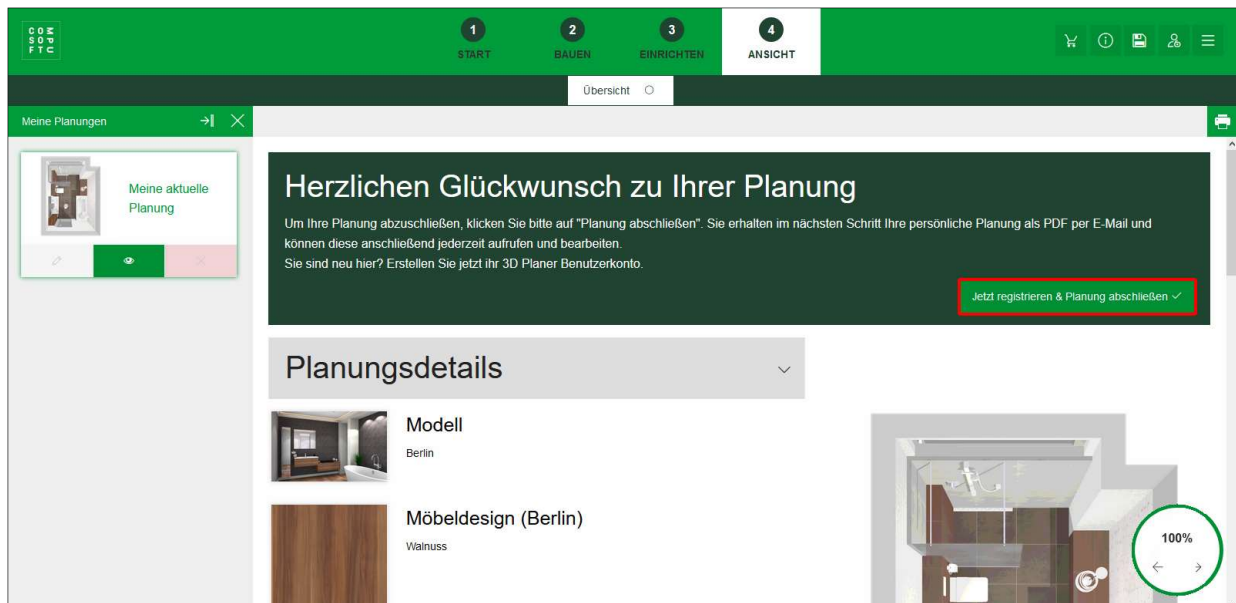 COM
SOP
FTC
1
START
2
BAUEN
3
EINRICHTEN
4
ANSICHT
Übersicht
Meine Planungen
Meine aktuelle
Planung
Herzlichen Glückwunsch zu Ihrer Planung
Um Ihre Planung abzuschließen, klicken Sie bitte auf "Planung abschließen". Sie erhalten im nächsten Schritt Ihre persönliche Planung als PDF per E-Mail und
können diese anschließend jederzeit aufrufen und bearbeiten.
Sie sind neu hier? Erstellen Sie jetzt ihr 3D Planer Benutzerkonto.
Jetzt registrieren & Planung abschließen
Planungsdetails
Modell
Berlin
Möbeldesign (Berlin)
Walnuss
100%